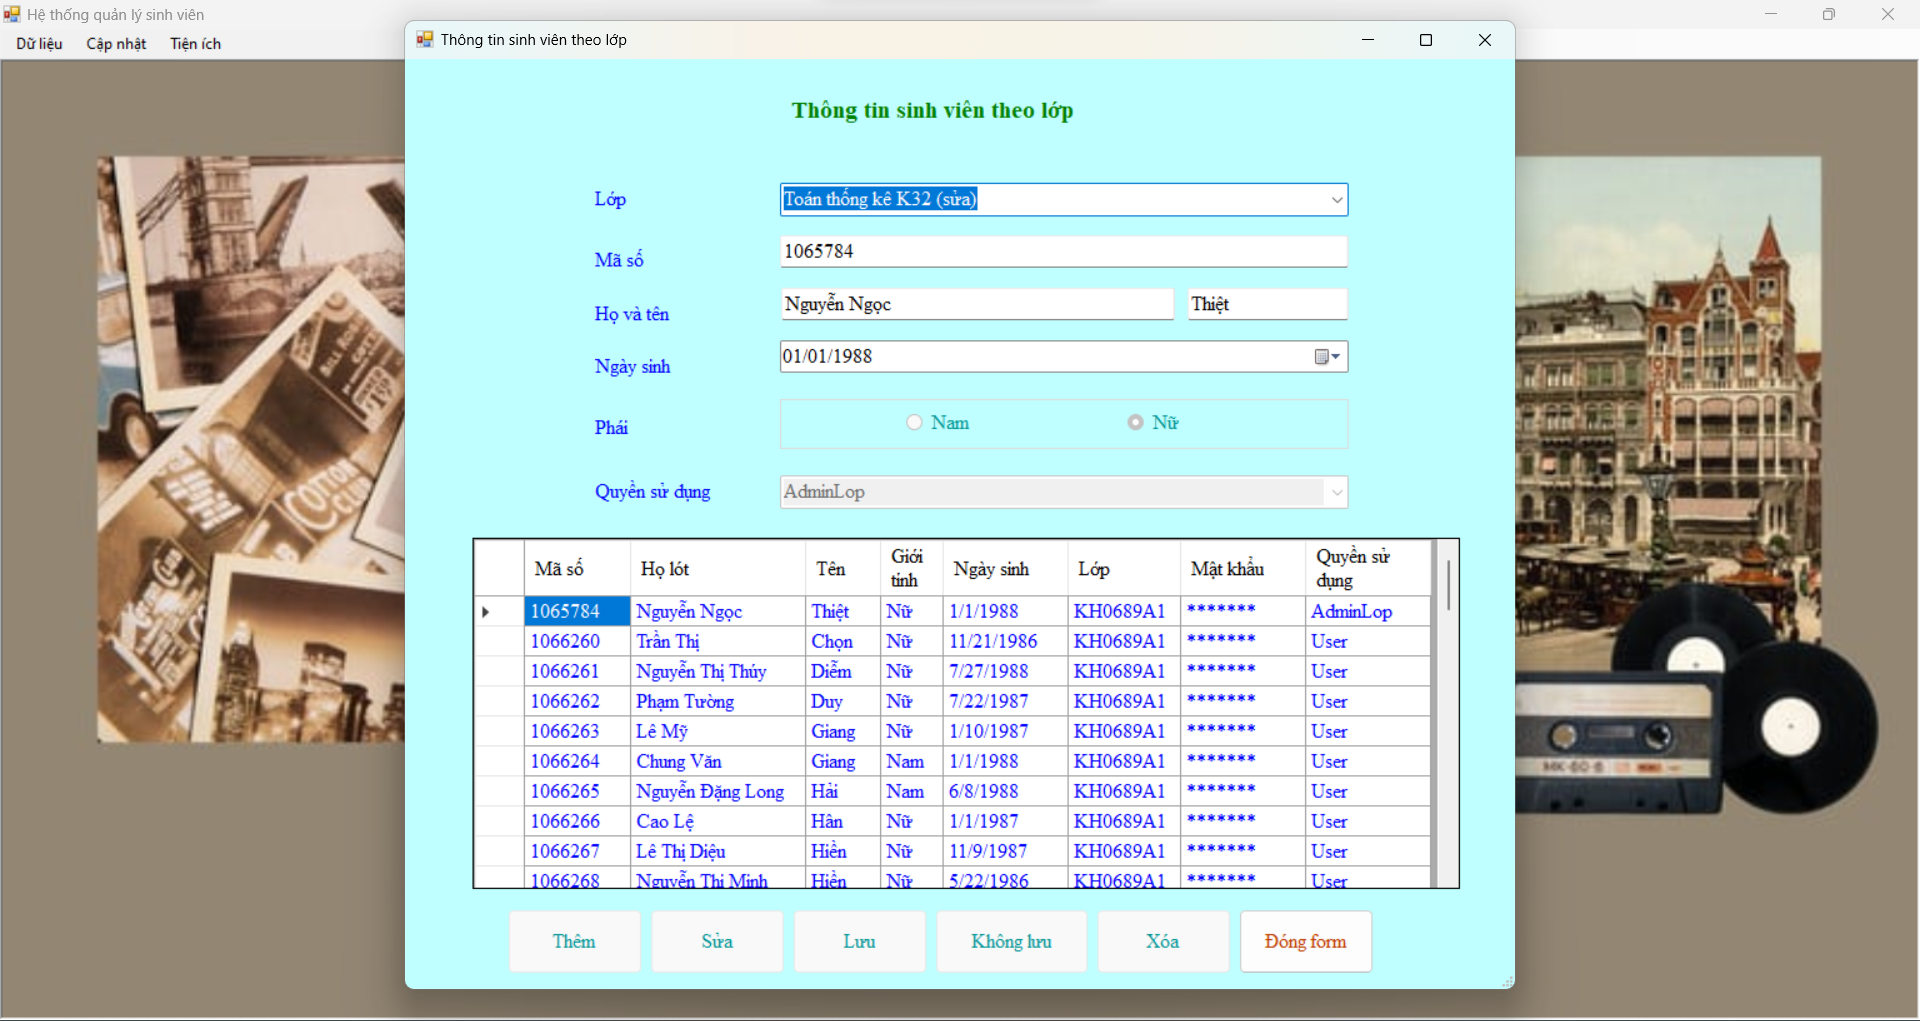 Hệ thống quản lý sinh viên
Dữ liệu Cập nhật Tiện ích
Thông tin sinh viên theo lớp
Thông tin sinh viên theo lớp
Lớp Toán thống kê K32 (sửa)
Mã số 1065784
Họ và tên Nguyễn Ngọc Thiệt
Ngày sinh 01/01/1988
Phái Nam Nữ
Quyền sử dụng AdminLop
Mã số Họ lót Tên Giới tính Ngày sinh Lớp Mật khẩu Quyền sử dụng
1065784 Nguyễn Ngọc Thiệt Nữ 1/1/1988 KH0689A1 ******* AdminLop
1066260 Trần Thị Chọn Nữ 11/21/1986 KH0689A1 ******* User
1066261 Nguyễn Thị Thúy Diễm Nữ 7/27/1988 KH0689A1 ******* User
1066262 Phạm Tường Duy Nữ 7/22/1987 KH0689A1 ******* User
1066263 Lê Mỹ Giang Nữ 1/10/1987 KH0689A1 ******* User
1066264 Chung Văn Giang Nam 1/1/1988 KH0689A1 ******* User
1066265 Nguyễn Đặng Long Hải Nam 6/8/1988 KH0689A1 ******* User
1066266 Cao Lệ Hân Nữ 1/1/1987 KH0689A1 ******* User
1066267 Lê Thị Diệu Hiền Nữ 11/9/1987 KH0689A1 ******* User
1066268 Nguyễn Thị Minh Hiền Nữ 5/22/1986 KH0689A1 ******* User
Thêm Sửa Lưu Không lưu Xóa Đóng form
COTTON
CLUB